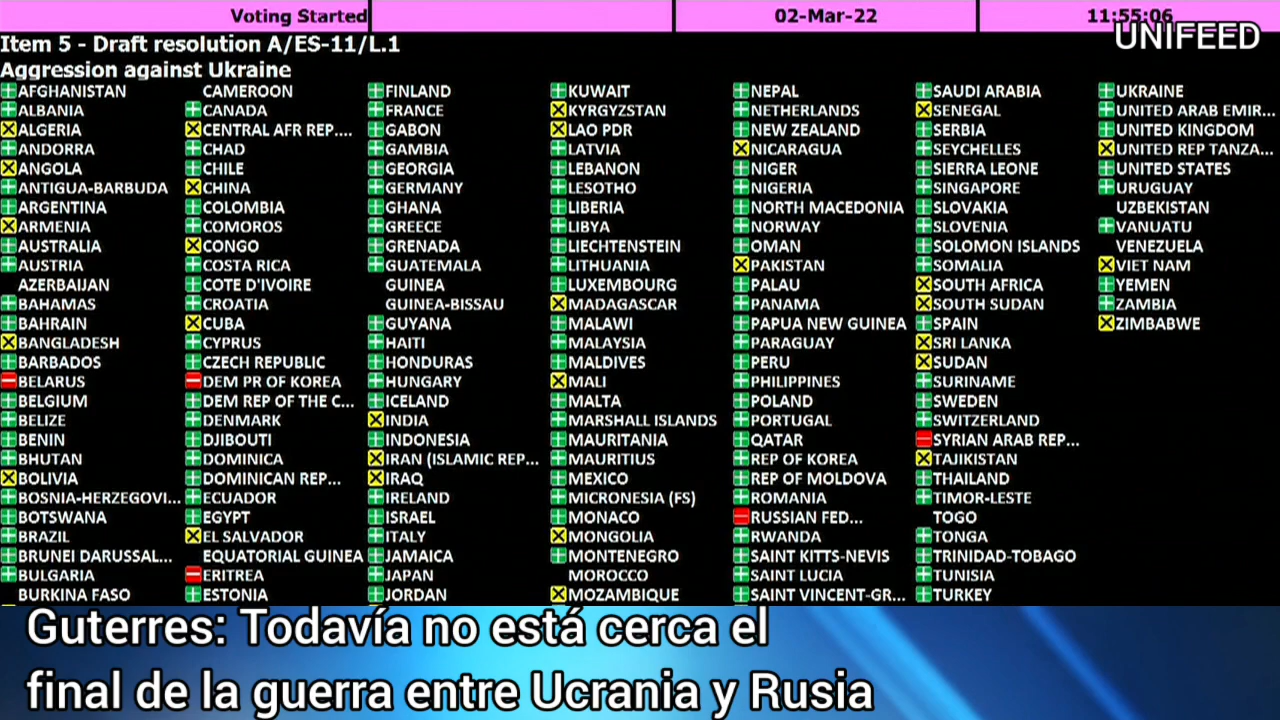 Voting Started 02-Mar-22 11:55:06
UNIFEED
Item 5 - Draft resolution A/ES-11/L.1
Aggression against Ukraine
AFGHANISTAN CAMEROON FINLAND KUWAIT NEPAL SAUDI ARABIA UKRAINE
ALBANIA CANADA FRANCE KYRGYZSTAN NETHERLANDS SENEGAL UNITED ARAB EMIR...
ALGERIA CENTRAL AFR REP.... GABON LAO PDR NEW ZEALAND SERBIA UNITED KINGDOM
ANDORRA CHAD GAMBIA LATVIA NICARAGUA SEYCHELLES UNITED REP TANZA...
ANGOLA CHILE GEORGIA LEBANON NIGER SIERRA LEONE UNITED STATES
ANTIGUA-BARBUDA CHINA GERMANY LESOTHO NIGERIA SINGAPORE URUGUAY
ARGENTINA COLOMBIA GHANA LIBERIA NORTH MACEDONIA SLOVAKIA UZBEKISTAN
ARMENIA COMOROS GREECE LIBYA NORWAY SLOVENIA VANUATU
AUSTRALIA CONGO GRENADA LIECHTENSTEIN OMAN SOLOMON ISLANDS VENEZUELA
AUSTRIA COSTA RICA GUATEMALA LITHUANIA PAKISTAN SOMALIA VIET NAM
AZERBAIJAN COTE D'IVOIRE GUINEA LUXEMBOURG PALAU SOUTH AFRICA YEMEN
BAHAMAS CROATIA GUINEA-BISSAU MADAGASCAR PANAMA SOUTH SUDAN ZAMBIA
BAHRAIN CUBA GUYANA MALAWI PAPUA NEW GUINEA SPAIN ZIMBABWE
BANGLADESH CYPRUS HAITI MALAYSIA PARAGUAY SRI LANKA
BARBADOS CZECH REPUBLIC HONDURAS MALDIVES PERU SUDAN
BELARUS DEM PR OF KOREA HUNGARY MALI PHILIPPINES SURINAME
BELGIUM DEM REP OF THE C... ICELAND MALTA POLAND SWEDEN
BELIZE DENMARK INDIA MARSHALL ISLANDS PORTUGAL SWITZERLAND
BENIN DJIBOUTI INDONESIA MAURITANIA QATAR SYRIAN ARAB REP...
BHUTAN DOMINICA IRAN (ISLAMIC REP... MAURITIUS REP OF KOREA TAJIKISTAN
BOLIVIA DOMINICAN REP... IRAQ MEXICO REP OF MOLDOVA THAILAND
BOSNIA-HERZEGOVI... ECUADOR IRELAND MICRONESIA (FS) ROMANIA TIMOR-LESTE
BOTSWANA EGYPT ISRAEL MONACO RUSSIAN FED... TOGO
BRAZIL EL SALVADOR ITALY MONGOLIA RWANDA TONGA
BRUNEI DARUSSAL... EQUATORIAL GUINEA JAMAICA MONTENEGRO SAINT KITTS-NEVIS TRINIDAD-TOBAGO
BULGARIA ERITREA JAPAN MOROCCO SAINT LUCIA TUNISIA
BURKINA FASO ESTONIA JORDAN MOZAMBIQUE SAINT VINCENT-GR... TURKEY
Guterres: Todavía no está cerca el
final de la guerra entre Ucrania y Rusia